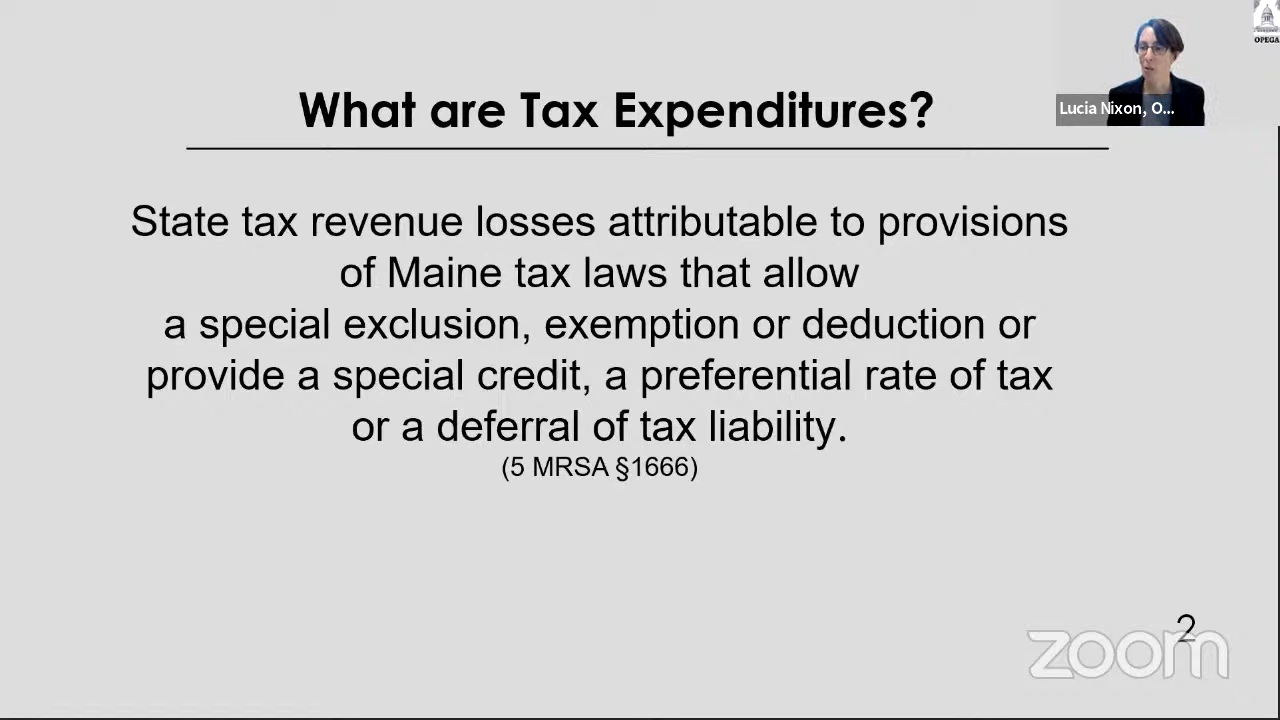 What are Tax Expenditures?
State tax revenue losses attributable to provisions
of Maine tax laws that allow
a special exclusion, exemption or deduction or
provide a special credit, a preferential rate of tax
or a deferral of tax liability.
(5 MRSA §1666)
Lucia Nixon, O...
OPEGA
2
zoom